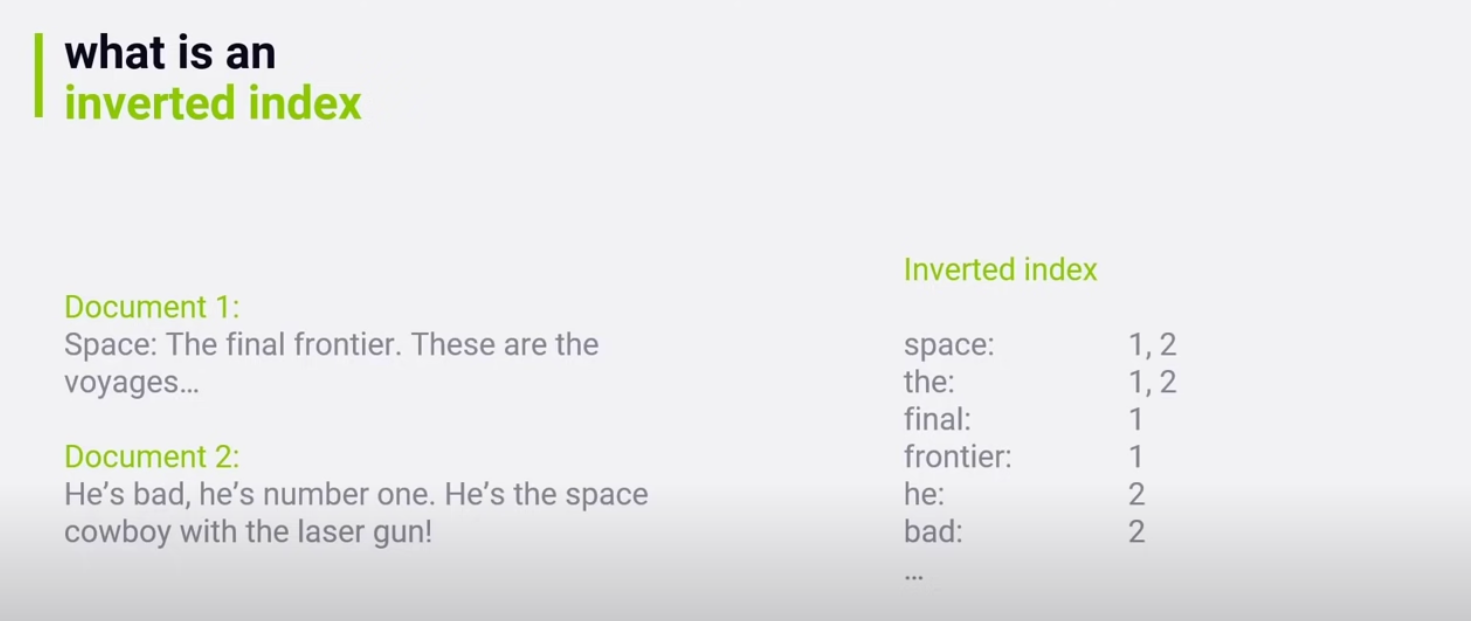 what is an
inverted index
Document 1:
Space: The final frontier. These are the
voyages…
Document 2:
He’s bad, he’s number one. He’s the space
cowboy with the laser gun!
Inverted index
space: 1, 2
the: 1, 2
final: 1
frontier: 1
he: 2
bad: 2
…